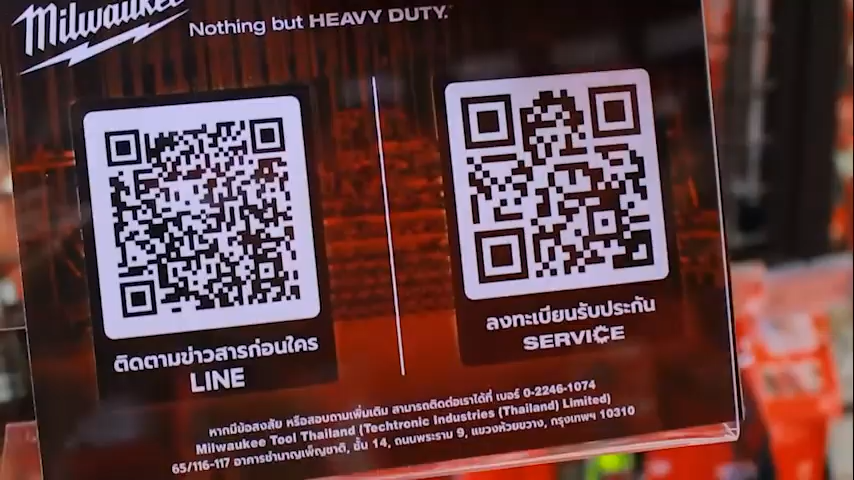 Milwaukee
Nothing but HEAVY DUTY.
ติดตามข่าวสารก่อนใคร
LINE
ลงทะเบียนรับประกัน
SERVICE
หากมีข้อสงสัย หรือสอบถามเพิ่มเติม สามารถติดต่อเราได้ที่ เบอร์ 0-2246-1074
Milwaukee Tool Thailand (Techtronic Industries (Thailand) Limited)
65/116-117 อาคารชำนาญเพ็ญชาติ, ชั้น 14, ถนนพระราม 9, แขวงห้วยขวาง, กรุงเทพฯ 10310